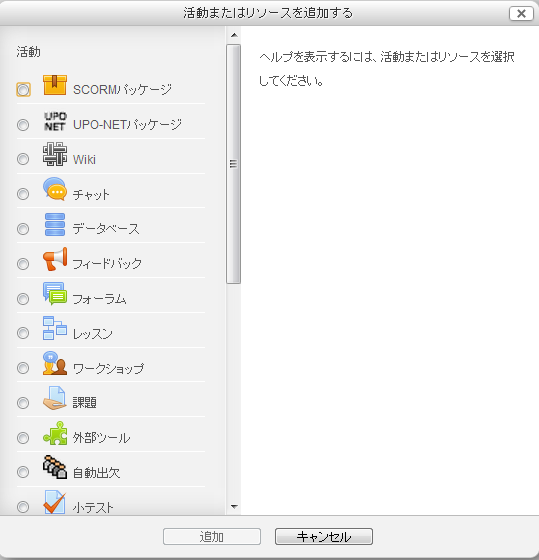 活動またはリソースを追加する
活動
SCORMパッケージ
UPO NET
UPO-NETパッケージ
Wiki
チャット
データベース
フィードバック
フォーラム
レッスン
ワークショップ
課題
外部ツール
自動出欠
小テスト
ヘルプを表示するには、活動またはリソースを選択
してください。
追加
キャンセル